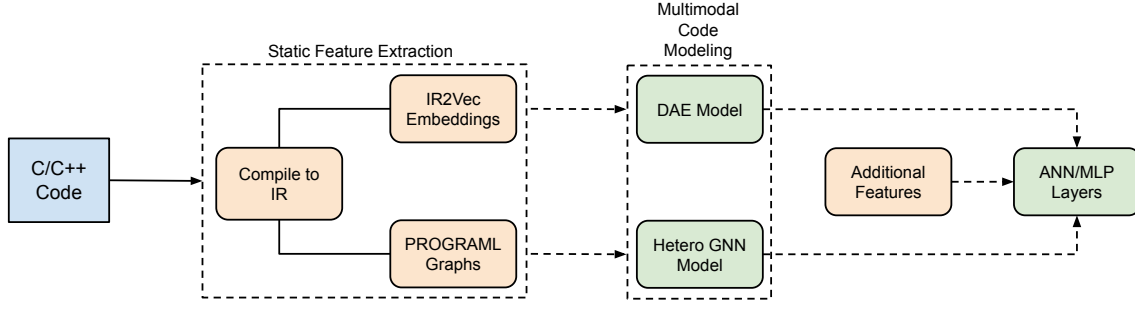 Multimodal
Code
Modeling
Static Feature Extraction
C/C++
Code
Compile to
IR
IR2Vec
Embeddings
PROGRAML
Graphs
DAE Model
Hetero GNN
Model
Additional
Features
ANN/MLP
Layers